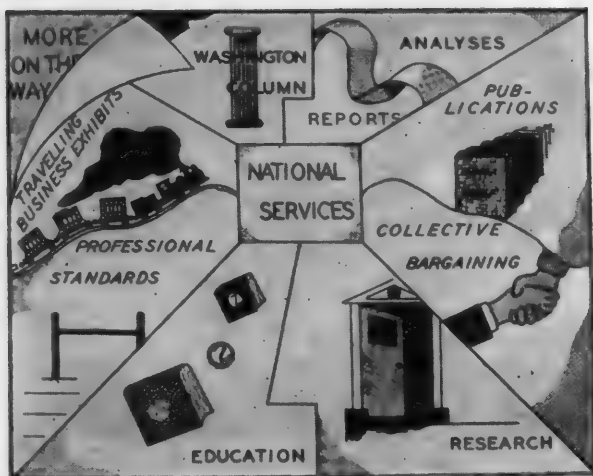 MORE
ON THE
WAY
WASHINGTON
COLUMN
ANALYSES
REPORTS
PUB-
LICATIONS
TRAVELLING
BUSINESS EXHIBITS
NATIONAL
SERVICES
COLLECTIVE
BARGAINING
PROFESSIONAL
STANDARDS
EDUCATION
RESEARCH